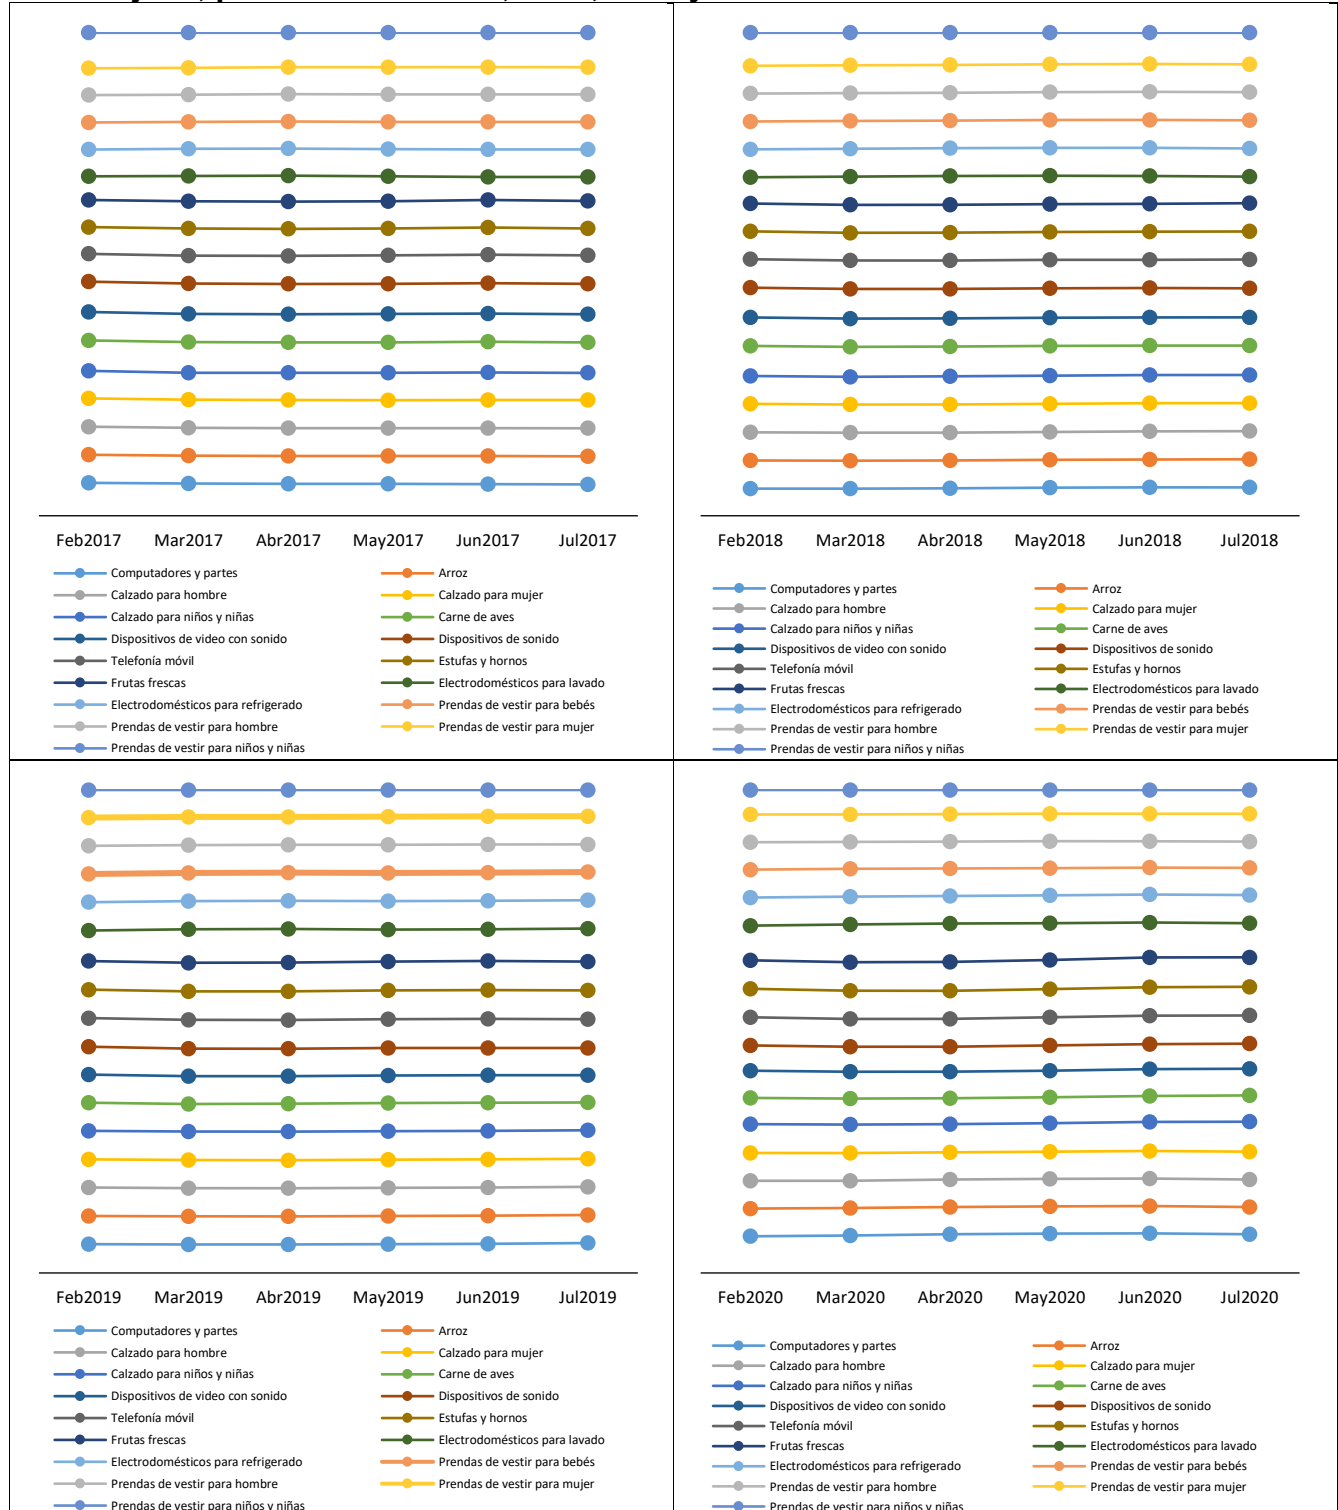 Feb2017 Mar2017 Abr2017 May2017 Jun2017 Jul2017
Computadores y partes Arroz
Calzado para hombre Calzado para mujer
Calzado para niños y niñas Carne de aves
Dispositivos de video con sonido Dispositivos de sonido
Telefonía móvil Estufas y hornos
Frutas frescas Electrodomésticos para lavado
Electrodomésticos para refrigerado Prendas de vestir para bebés
Prendas de vestir para hombre Prendas de vestir para mujer
Prendas de vestir para niños y niñas
Feb2018 Mar2018 Abr2018 May2018 Jun2018 Jul2018
Computadores y partes Arroz
Calzado para hombre Calzado para mujer
Calzado para niños y niñas Carne de aves
Dispositivos de video con sonido Dispositivos de sonido
Telefonía móvil Estufas y hornos
Frutas frescas Electrodomésticos para lavado
Electrodomésticos para refrigerado Prendas de vestir para bebés
Prendas de vestir para hombre Prendas de vestir para mujer
Prendas de vestir para niños y niñas
Feb2019 Mar2019 Abr2019 May2019 Jun2019 Jul2019
Computadores y partes Arroz
Calzado para hombre Calzado para mujer
Calzado para niños y niñas Carne de aves
Dispositivos de video con sonido Dispositivos de sonido
Telefonía móvil Estufas y hornos
Frutas frescas Electrodomésticos para lavado
Electrodomésticos para refrigerado Prendas de vestir para bebés
Prendas de vestir para hombre Prendas de vestir para mujer
Prendas de vestir para niños y niñas
Feb2020 Mar2020 Abr2020 May2020 Jun2020 Jul2020
Computadores y partes Arroz
Calzado para hombre Calzado para mujer
Calzado para niños y niñas Carne de aves
Dispositivos de video con sonido Dispositivos de sonido
Telefonía móvil Estufas y hornos
Frutas frescas Electrodomésticos para lavado
Electrodomésticos para refrigerado Prendas de vestir para bebés
Prendas de vestir para hombre Prendas de vestir para mujer
Prendas de vestir para niños y niñas